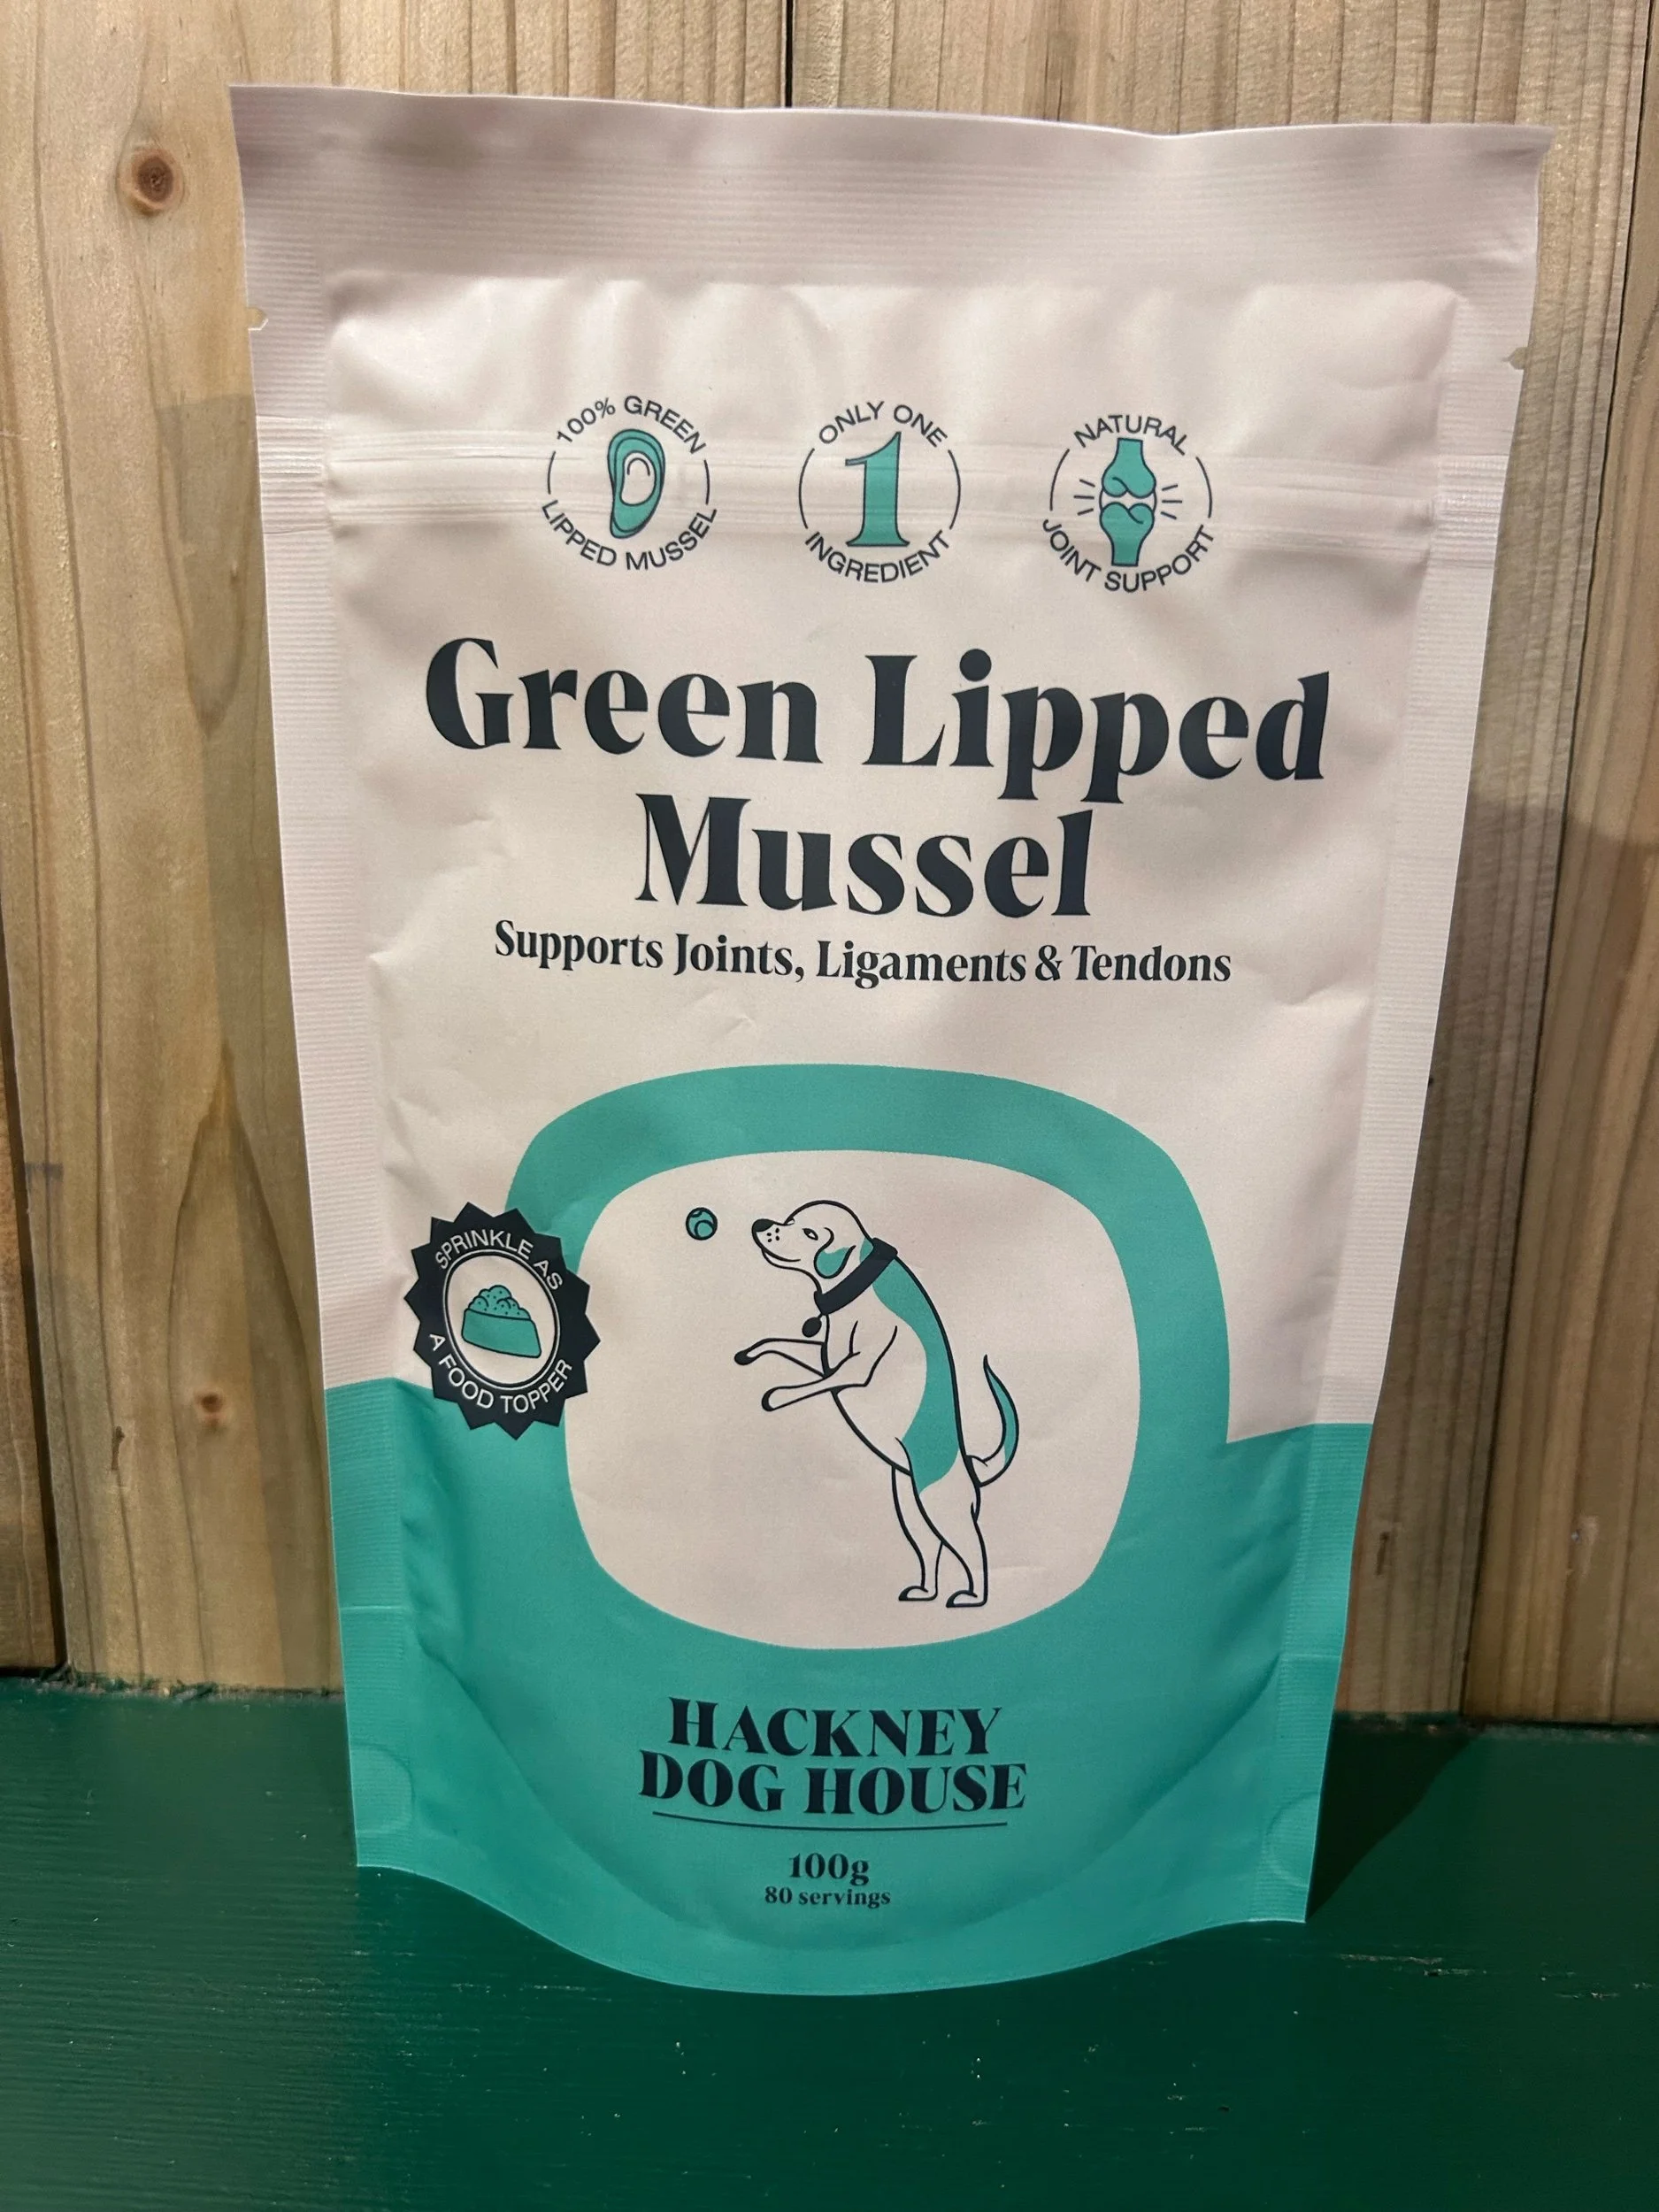 100% GREEN
LIPPED MUSSEL
ONLY ONE
1
INGREDIENT
NATURAL
JOINT SUPPORT
Green Lipped
Mussel
Supports Joints, Ligaments & Tendons
SPRINKLE AS
A FOOD TOPPER
HACKNEY
DOG HOUSE
100g
80 servings